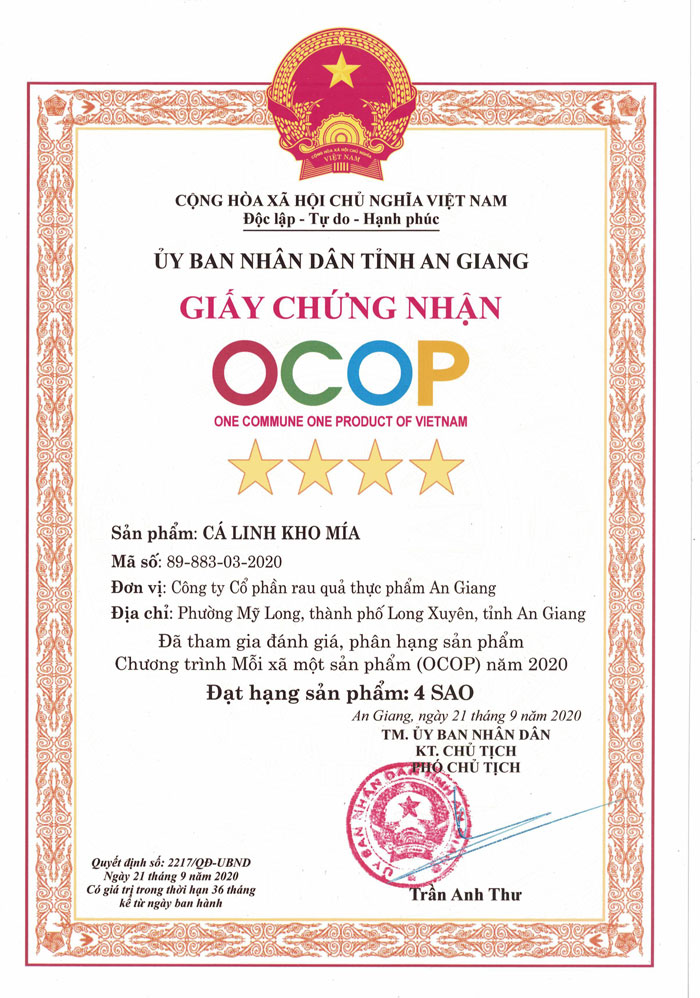 CỘNG HÒA XÃ HỘI CHỦ NGHĨA VIỆT NAM
CỘNG HÒA XÃ HỘI CHỦ NGHĨA VIỆT NAM
Độc lập - Tự do - Hạnh phúc
ỦY BAN NHÂN DÂN TỈNH AN GIANG
GIẤY CHỨNG NHẬN
OCOP
ONE COMMUNE ONE PRODUCT OF VIETNAM
Sản phẩm: CÁ LINH KHO MÍA
Mã số: 89-883-03-2020
Đơn vị: Công ty Cổ phần rau quả thực phẩm An Giang
Địa chỉ: Phường Mỹ Long, thành phố Long Xuyên, tỉnh An Giang
Đã tham gia đánh giá, phân hạng sản phẩm
Chương trình Mỗi xã một sản phẩm (OCOP) năm 2020
Đạt hạng sản phẩm: 4 SAO
An Giang, ngày 21 tháng 9 năm 2020
TM. ỦY BAN NHÂN DÂN
KT. CHỦ TỊCH
PHÓ CHỦ TỊCH
ỦY BAN NHÂN DÂN TỈNH AN GIANG
Trần Anh Thư
Quyết định số: 2217/QĐ-UBND
Ngày 21 tháng 9 năm 2020
Có giá trị trong thời hạn 36 tháng
kể từ ngày ban hành